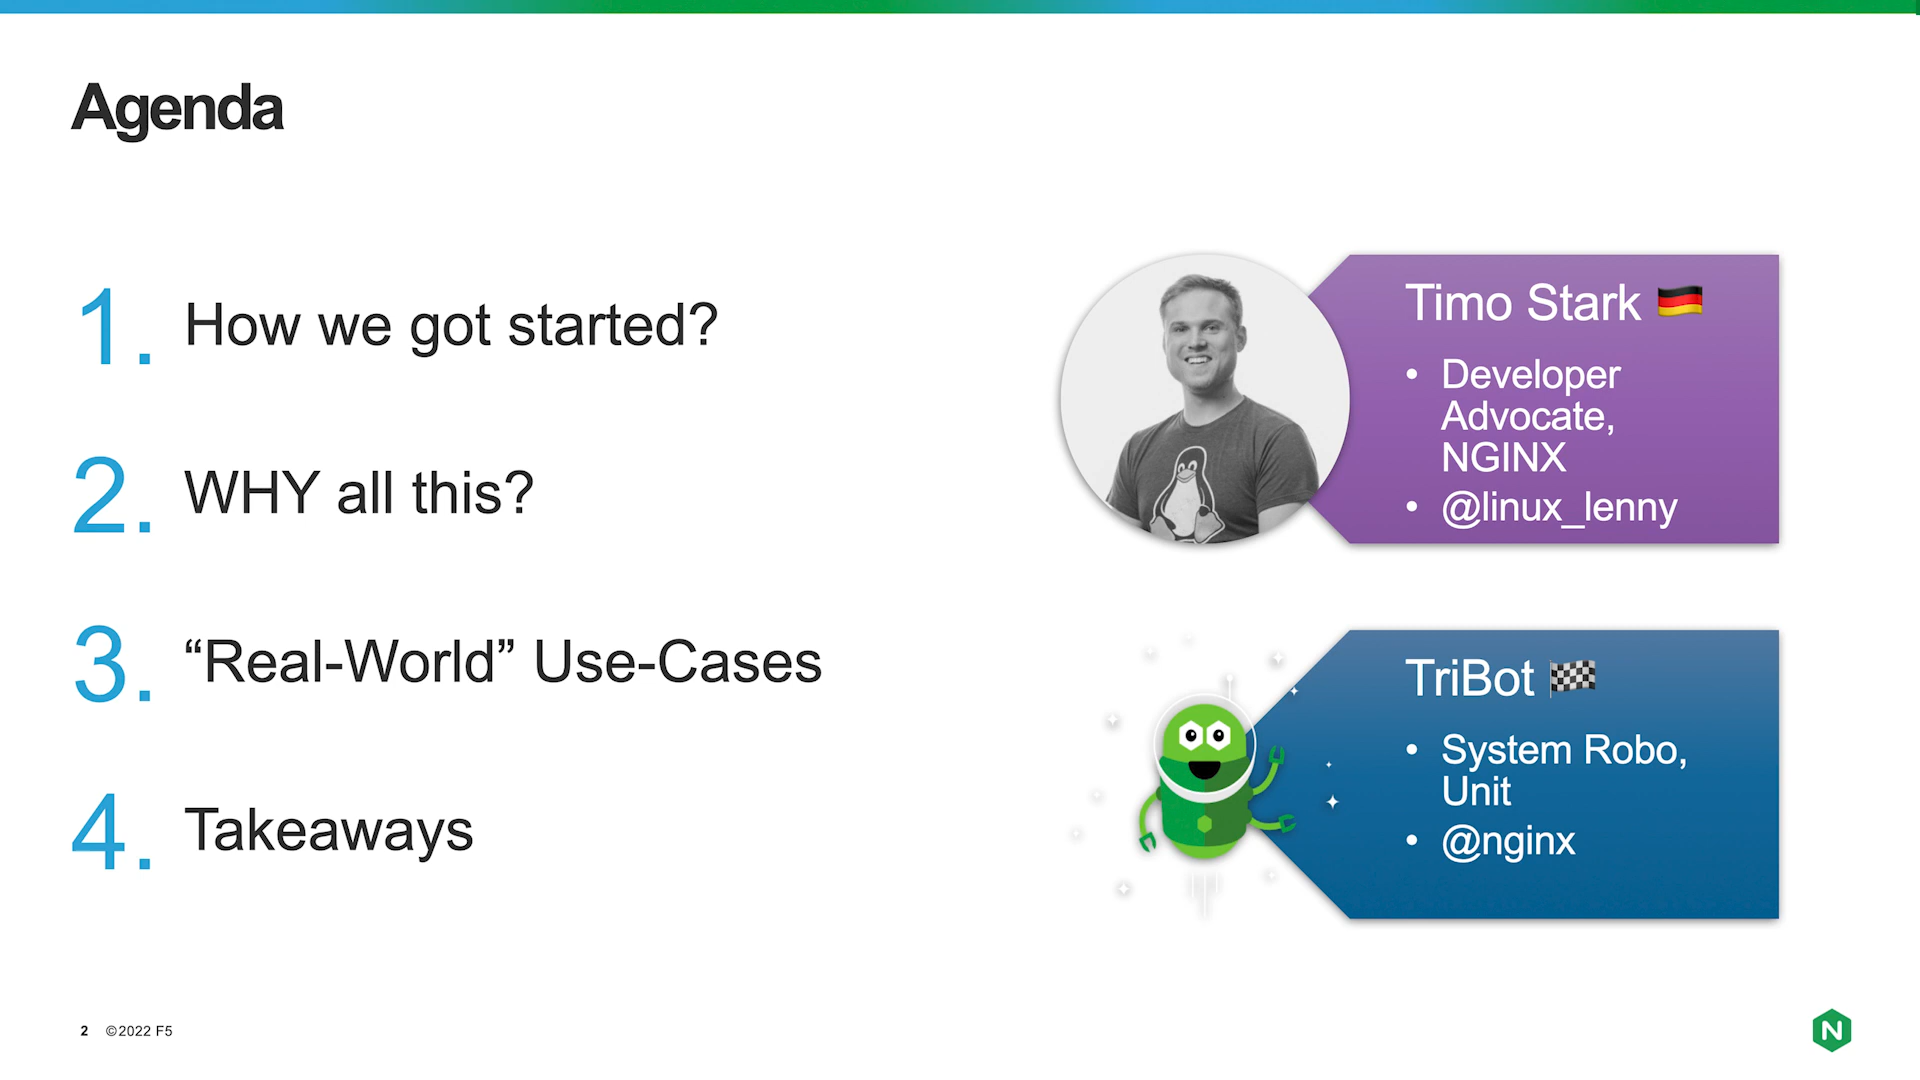 Agenda
1. How we got started?
2. WHY all this?
3. “Real-World” Use-Cases
4. Takeaways
Timo Stark 🇩🇪
• Developer
Advocate,
NGINX
• @linux_lenny
TriBot 🏁
• System Robo,
Unit
• @nginx
2 ©2022 F5
N